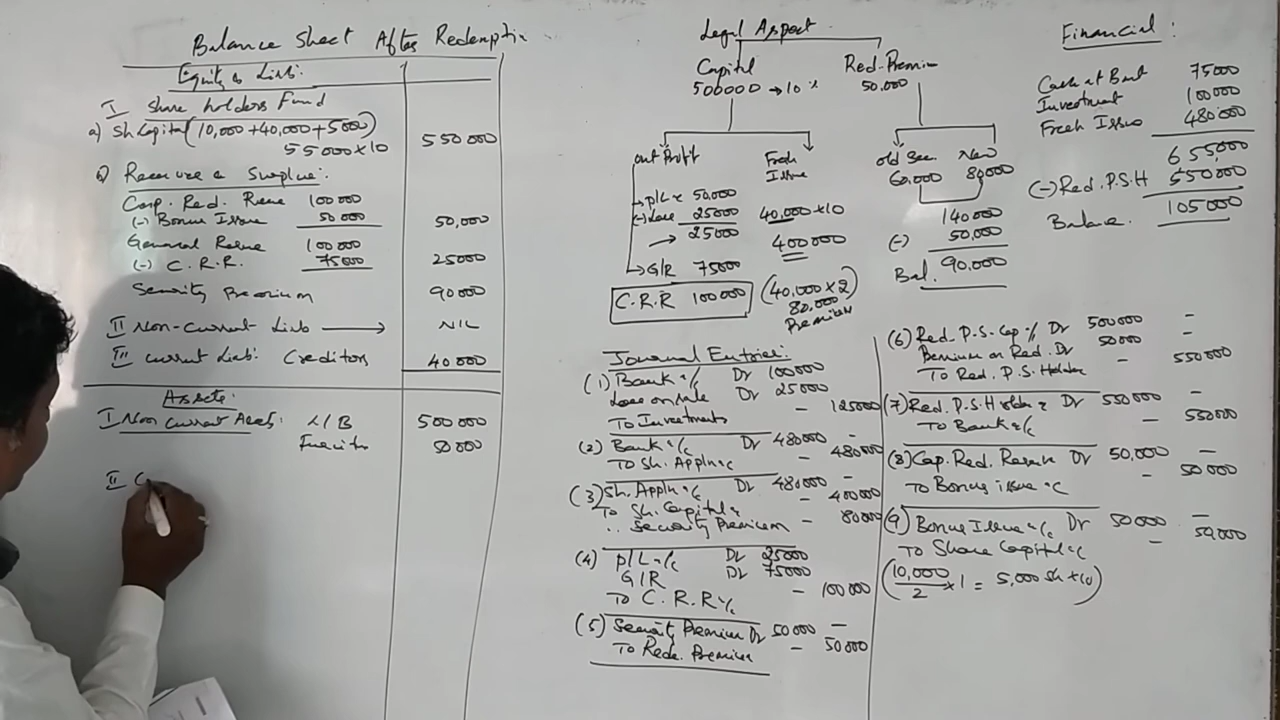 Balance Sheet After Redemptio
Equity & Liab:
I Share holders Fund
a) Sh Capital (10,000+40,000+5000)
55000×10 550000
b) Reserve & Surplus:
Cap. Red. Reserve 100000
(-) Bonus Issue 50000 50,000
General Reserve 100000
(-) C.R.R. 75000 25000
Security Premium 90000
II Non-Current Liab → NIL
III Current Liab: Creditors 40000
Assets:
I Non Current Assets: L/B 500000
50000
II C
Legal Aspect
Capital Red. Premium
500000 → 10% 50,000
out Profit Fresh Issue old Sec. New
60,000 80000
→ P/L a/c 50,000
(-) Loss 25000 40,000×10 140000
→ 25000 400000 (-) 50,000
→ G/R 75000 Bal. 90,000
C.R.R 100000 (40,000×2)
80,000
Premium
Financial:
Cash at Bank 75000
Investment 100000
Fresh Issue 480000
655,000
(-) Red. P.S.H 550000
Balance. 105000
Journal Entries:
(1) Bank a/c Dr 100000
Loss on sale Dr 25000
To Investments – 125000
(2) Bank a/c Dr 480000 –
To Sh. Appln a/c – 480000
(3) Sh. Appln a/c Dr 480000 –
To Sh. Capital a/c – 400000
.. Security Premium – 80000
(4) P/L a/c Dr 25000
G/R Dr 75000
To C.R.R a/c – 100000
(5) Security Premium Dr 50000 –
To Rede. Premium – 50000
(6) Red. P.S. Cap a/c Dr 500000 –
Premium on Red. Dr 50000 –
To Red. P.S. Holder – 550000
(7) Red. P.S. Holder Dr 550000 –
To Bank a/c – 550000
(8) Cap. Red. Reserve Dr 50,000 –
To Bonus issue a/c – 50000
(9) Bonus Issue a/c Dr 50000 –
To Share Capital a/c – 50,000
(10,000/2 × 1 = 5,000 sh × 10)